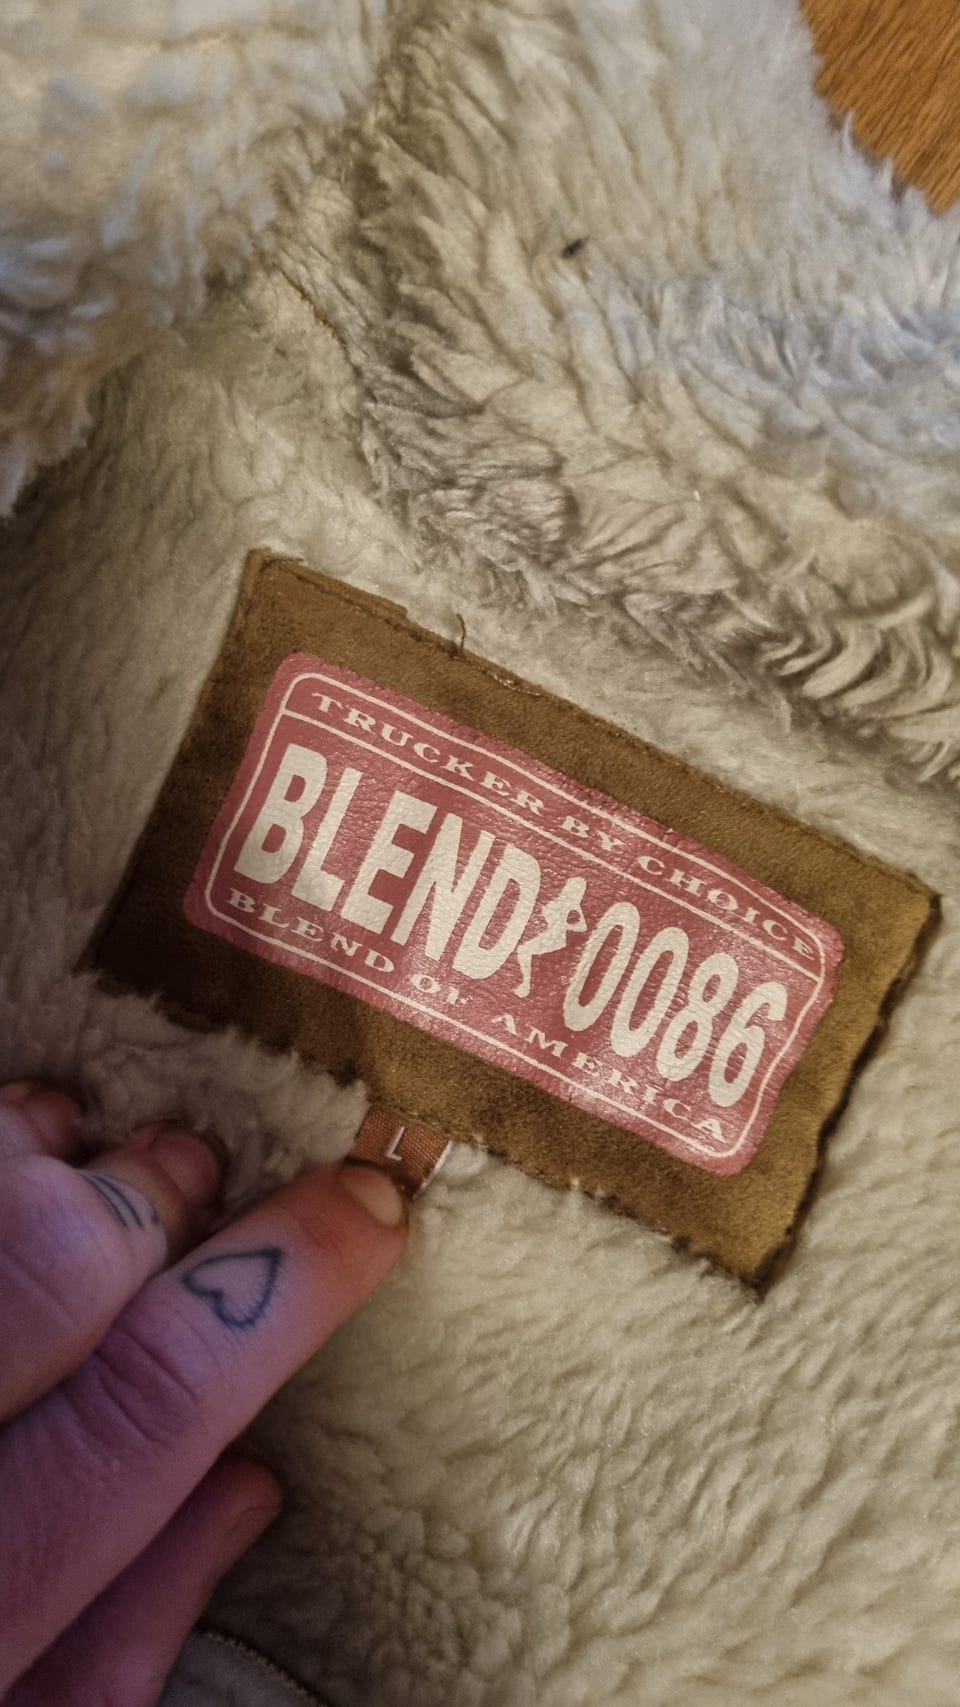 TRUCKER BY CHOICE
BLEND 0086
BLEND OF AMERICA
L